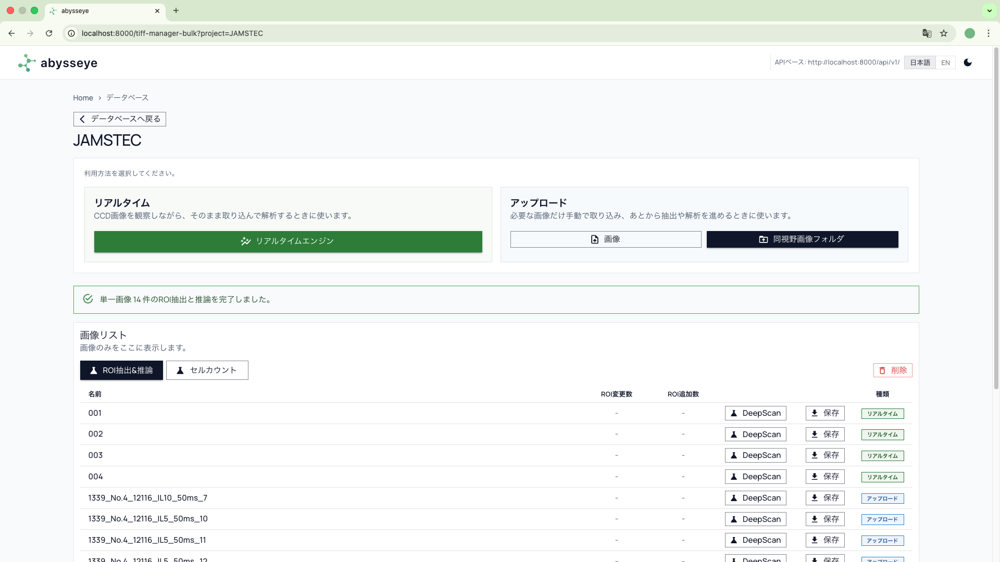 abysseye
localhost:8000/tiff-manager-bulk?project=JAMSTEC
abysseye
APIベース: http://localhost:8000/api/v1/
日本語
EN
Home › データベース
データベースへ戻る
JAMSTEC
利用方法を選択してください。
リアルタイム
CCD画像を観察しながら、そのまま取り込んで解析するときに使います。
リアルタイムエンジン
アップロード
必要な画像だけ手動で取り込み、あとから抽出や解析を進めるときに使います。
画像
同視野画像フォルダ
単一画像 14 件のROI抽出と推論を完了しました。
画像リスト
画像のみをここに表示します。
ROI抽出&推論
セルカウント
削除
名前 ROI変更数 ROI追加数 種類
001 - - DeepScan 保存 リアルタイム
002 - - DeepScan 保存 リアルタイム
003 - - DeepScan 保存 リアルタイム
004 - - DeepScan 保存 リアルタイム
1339_No.4_12116_IL10_50ms_7 - - DeepScan 保存 アップロード
1339_No.4_12116_IL5_50ms_10 - - DeepScan 保存 アップロード
1339_No.4_12116_IL5_50ms_11 - - DeepScan 保存 アップロード
1339_No.4_12116_IL5_50ms_12 - - DeepScan 保存 アップロード